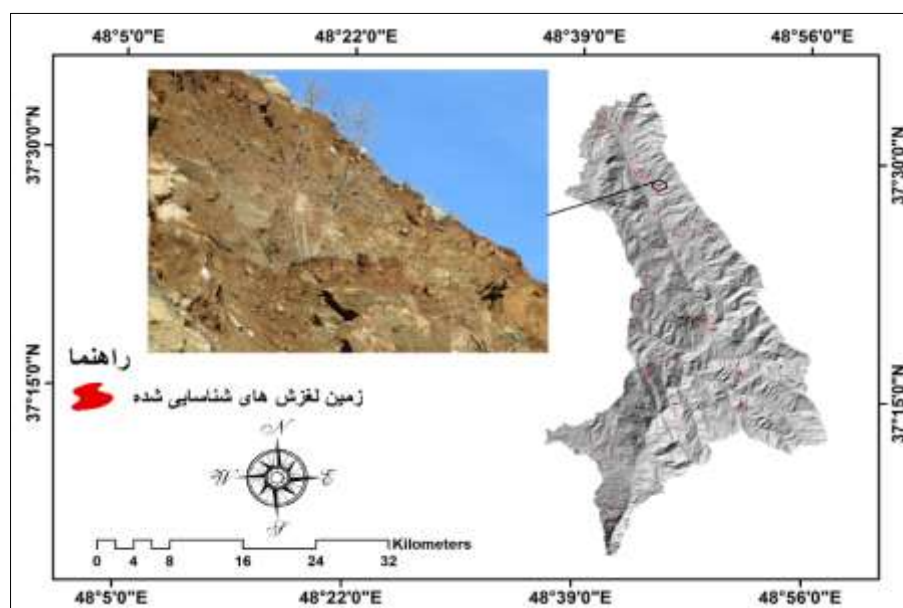 48°5'0"E 48°22'0"E 48°39'0"E 48°56'0"E
37°30'0"N 37°30'0"N
راهنما
زمین لغزش های شناسایی شده
37°15'0"N 37°15'0"N
N
W E
S
Kilometers
0 4 8 16 24 32
48°5'0"E 48°22'0"E 48°39'0"E 48°56'0"E